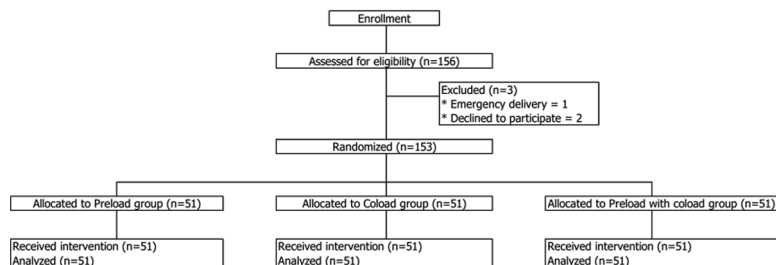 Enrollment
Assessed for eligibility (n=156)
Excluded (n=3)
* Emergency delivery = 1
* Declined to participate = 2
Randomized (n=153)
Allocated to Preload group (n=51)
Allocated to Coload group (n=51)
Allocated to Preload with coload group (n=51)
Received intervention (n=51)
Analyzed (n=51)
Received intervention (n=51)
Analyzed (n=51)
Received intervention (n=51)
Analyzed (n=51)